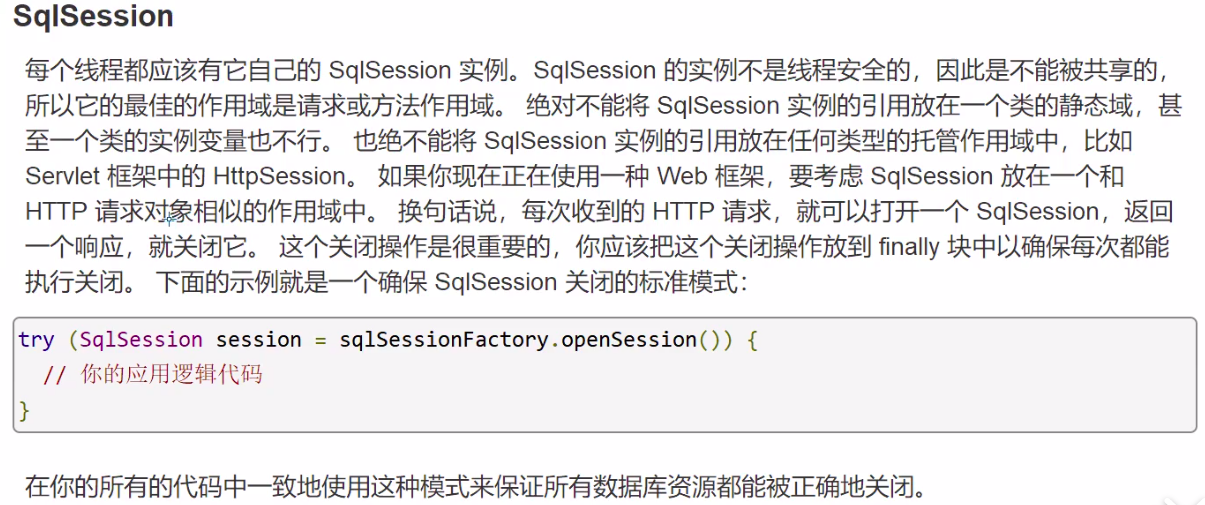 SqlSession
每个线程都应该有它自己的 SqlSession 实例。SqlSession 的实例不是线程安全的，因此是不能被共享的，
所以它的最佳的作用域是请求或方法作用域。 绝对不能将 SqlSession 实例的引用放在一个类的静态域，甚
至一个类的实例变量也不行。 也绝不能将 SqlSession 实例的引用放在任何类型的托管作用域中，比如
Servlet 框架中的 HttpSession。 如果你现在正在使用一种 Web 框架，要考虑 SqlSession 放在一个和
HTTP 请求对象相似的作用域中。 换句话说，每次收到的 HTTP 请求，就可以打开一个 SqlSession，返回
一个响应，就关闭它。 这个关闭操作是很重要的，你应该把这个关闭操作放到 finally 块中以确保每次都能
执行关闭。 下面的示例就是一个确保 SqlSession 关闭的标准模式：
try (SqlSession session = sqlSessionFactory.openSession()) {
  // 你的应用逻辑代码
}
在你的所有的代码中一致地使用这种模式来保证所有数据库资源都能被正确地关闭。